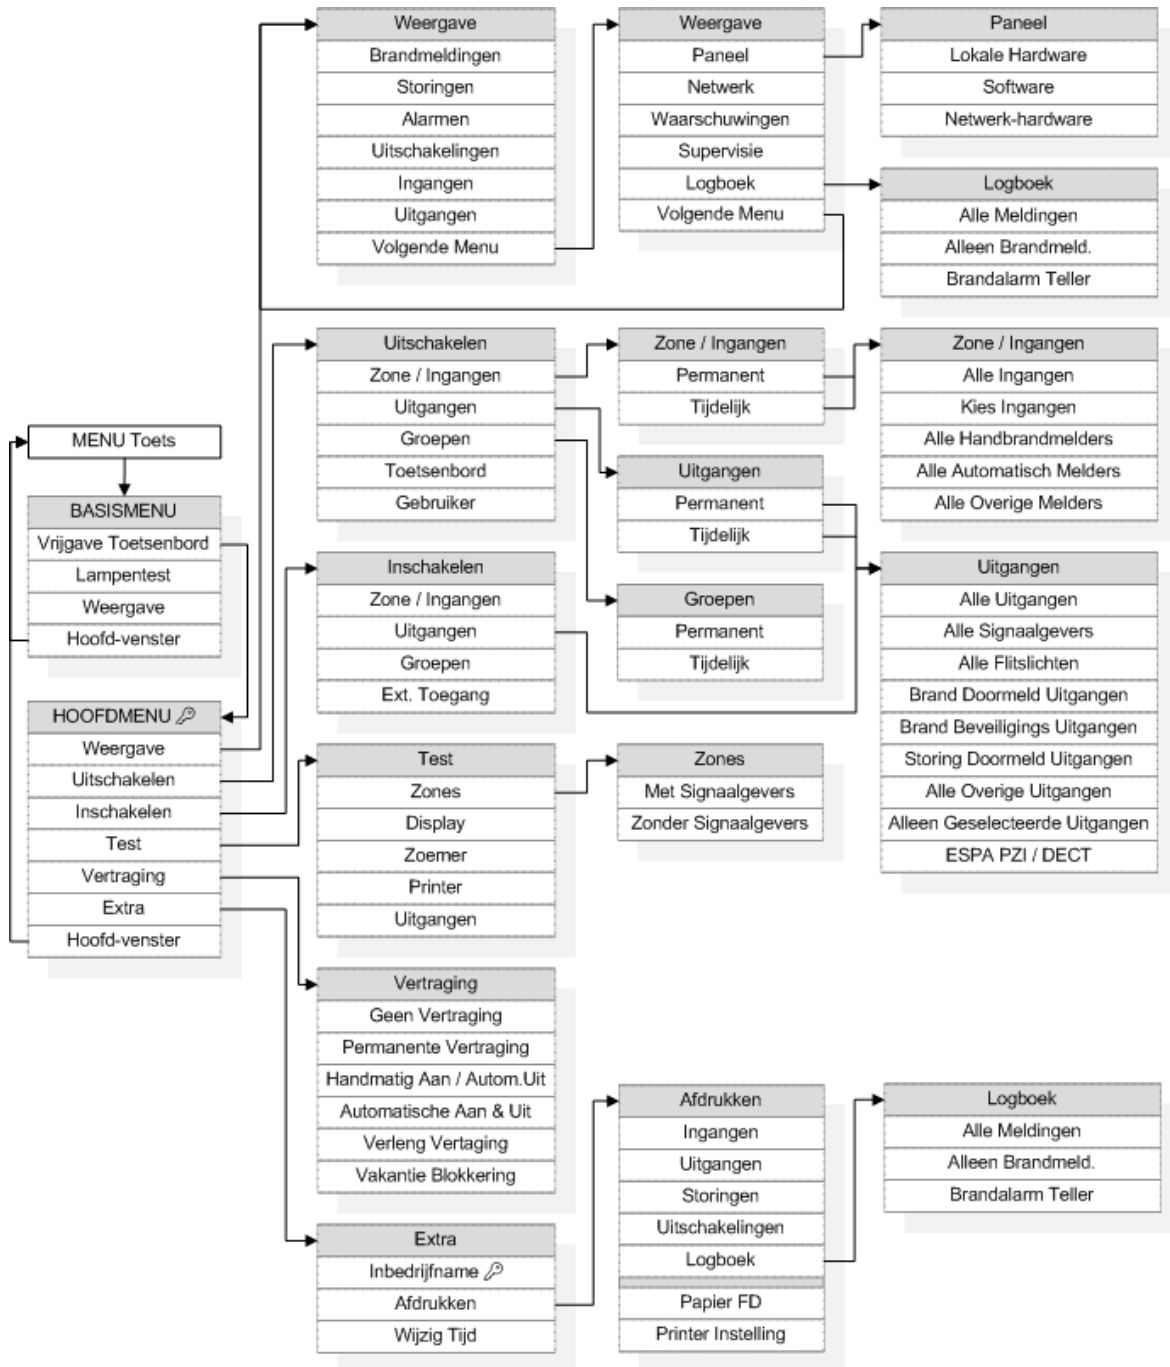 MENU Toets
BASISMENU
Vrijgave Toetsenbord
Lampentest
Weergave
Hoofd-venster
HOOFDMENU
Weergave
Uitschakelen
Inschakelen
Test
Vertraging
Extra
Hoofd-venster
Weergave
Brandmeldingen
Storingen
Alarmen
Uitschakelingen
Ingangen
Uitgangen
Volgende Menu
Weergave
Paneel
Netwerk
Waarschuwingen
Supervisie
Logboek
Volgende Menu
Paneel
Lokale Hardware
Software
Netwerk-hardware
Logboek
Alle Meldingen
Alleen Brandmeld.
Brandalarm Teller
Uitschakelen
Zone / Ingangen
Uitgangen
Groepen
Toetsenbord
Gebruiker
Zone / Ingangen
Permanent
Tijdelijk
Zone / Ingangen
Alle Ingangen
Kies Ingangen
Alle Handbrandmelders
Alle Automatisch Melders
Alle Overige Melders
Uitgangen
Permanent
Tijdelijk
Groepen
Permanent
Tijdelijk
Inschakelen
Zone / Ingangen
Uitgangen
Groepen
Ext. Toegang
Uitgangen
Alle Uitgangen
Alle Signaalgevers
Alle Flitslichten
Brand Doormeld Uitgangen
Brand Beveiligings Uitgangen
Storing Doormeld Uitgangen
Alle Overige Uitgangen
Alleen Geselecteerde Uitgangen
ESPA PZI / DECT
Test
Zones
Display
Zoemer
Printer
Uitgangen
Zones
Met Signaalgevers
Zonder Signaalgevers
Vertraging
Geen Vertraging
Permanente Vertraging
Handmatig Aan / Autom.Uit
Automatische Aan & Uit
Verleng Vertaging
Vakantie Blokkering
Extra
Inbedrijfname
Afdrukken
Wijzig Tijd
Afdrukken
Ingangen
Uitgangen
Storingen
Uitschakelingen
Logboek
Papier FD
Printer Instelling
Logboek
Alle Meldingen
Alleen Brandmeld.
Brandalarm Teller